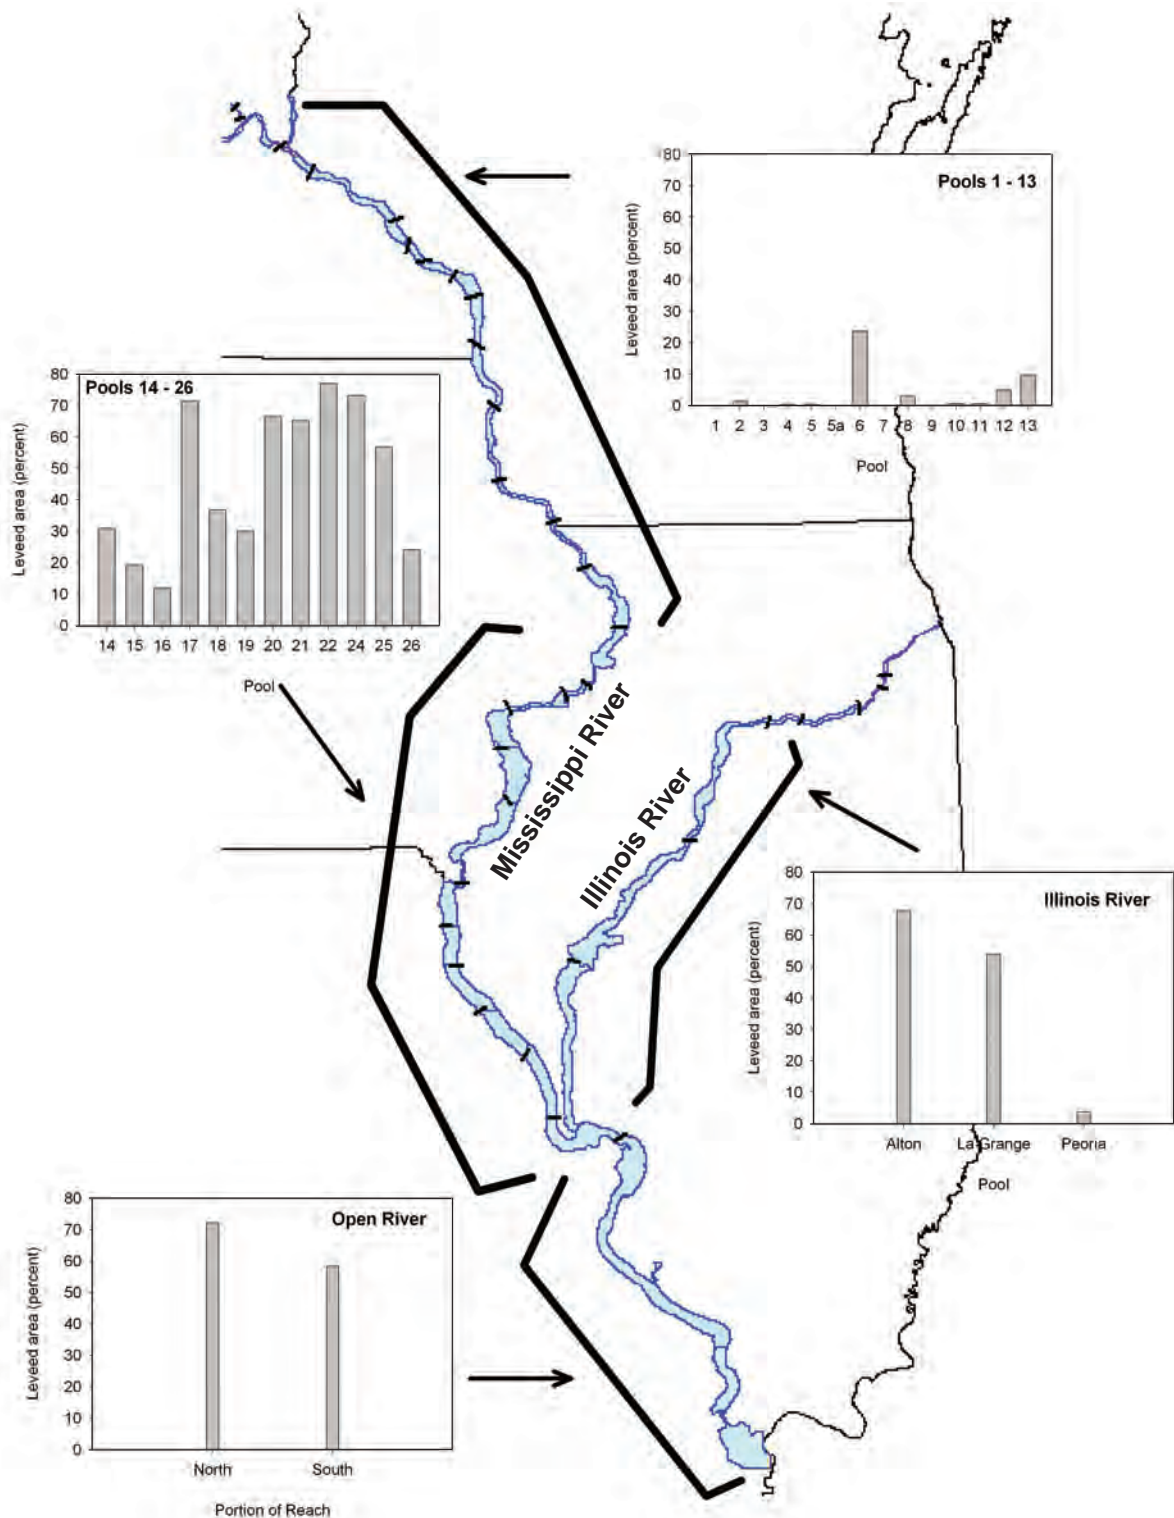 80
70
60
50
40
30
20
10
0
Leveed area (percent)
Pools 1 - 13
1 2 3 4 5 5a 6 7 8 9 10 11 12 13
Pool
80
70
60
50
40
30
20
10
0
Leveed area (percent)
Pools 14 - 26
14 15 16 17 18 19 20 21 22 24 25 26
Pool
Mississippi River
Illinois River
80
70
60
50
40
30
20
10
0
Leveed area (percent)
Illinois River
Alton La Grange Peoria
Pool
80
70
60
50
40
30
20
10
0
Leveed area (percent)
Open River
North South
Portion of Reach